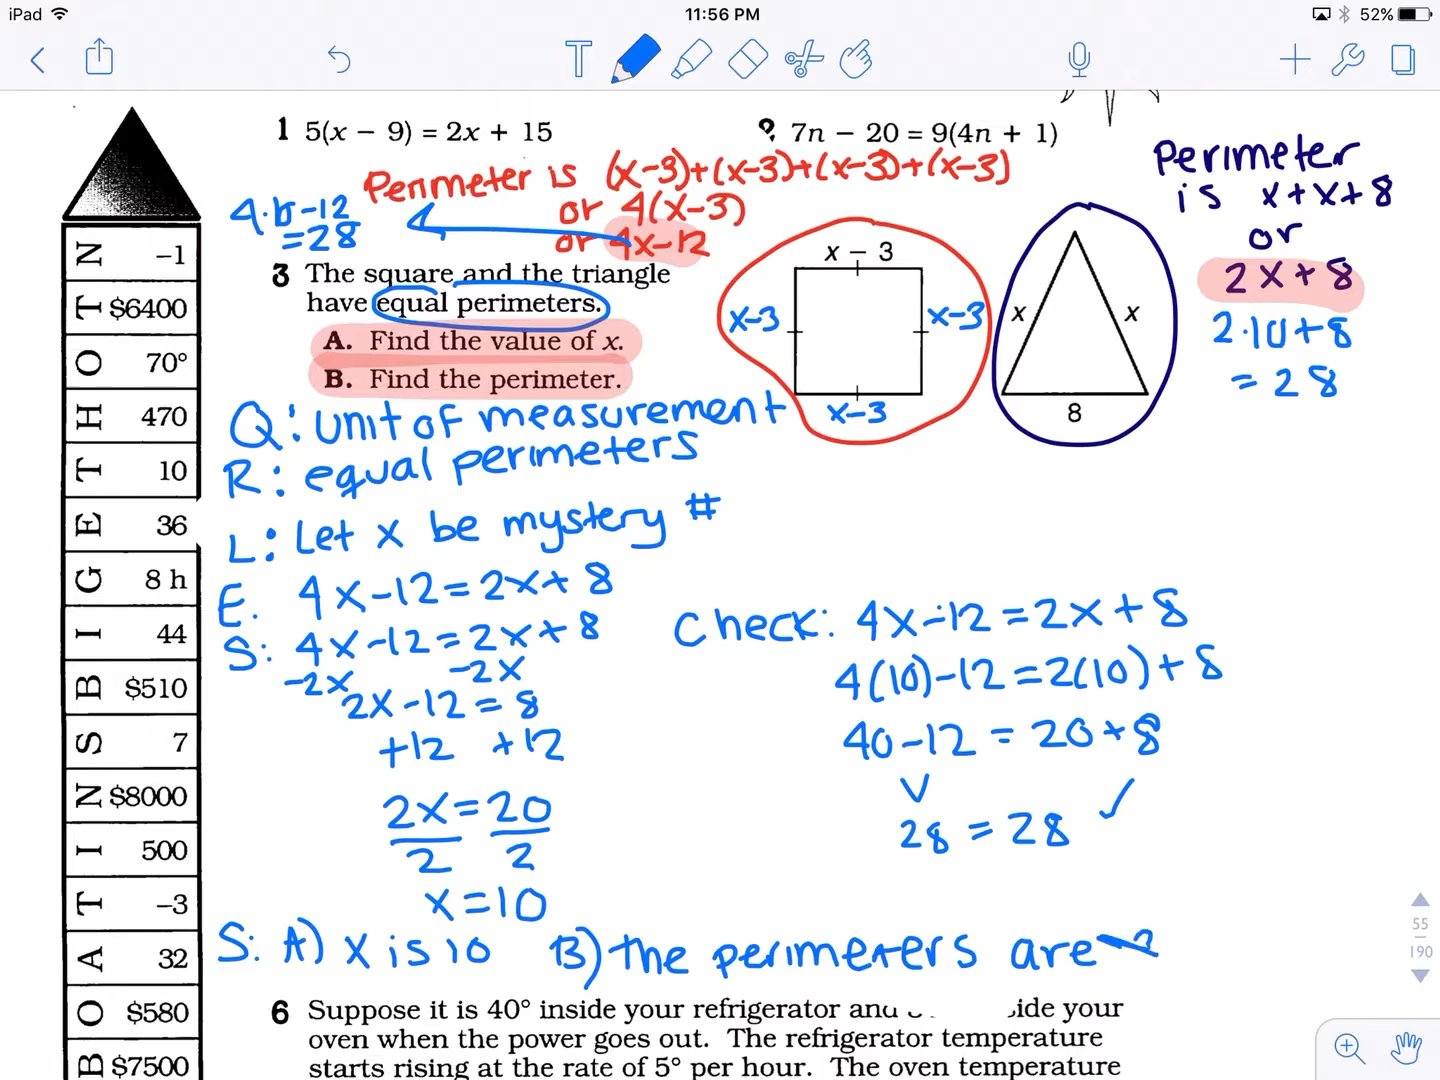 iPad 11:56 PM 52%
1 5(x − 9) = 2x + 15
2 7n − 20 = 9(4n + 1)
Perimeter is (x-3)+(x-3)+(x-3)+(x-3)
or 4(x-3)
or 4x-12
=28
3 The square and the triangle
have equal perimeters.
A. Find the value of x.
B. Find the perimeter.
x − 3
x-3
x-3
x-3
x
x
8
Perimeter
is x+x+8
or
2x+8
2·10+8
= 28
Q: unit of measurement
R: equal perimeters
L: Let x be mystery #
E. 4x-12=2x+8
S: 4x-12=2x+8
-2x -2x
2x-12=8
+12 +12
2x=20
2 2
x=10
Check: 4x-12=2x+8
4(10)-12=2(10)+8
40-12=20+8
28=28 ✓
S: A) x is 10 B) the perimeters are
6 Suppose it is 40° inside your refrigerator and
your
oven when the power goes out. The refrigerator temperature
starts rising at the rate of 5° per hour. The oven temperature
N −1
T $6400
O 70°
H 470
T 10
E 36
G 8 h
I 44
B $510
S 7
N $8000
I 500
T −3
A 32
O $580
B $7500
55
190